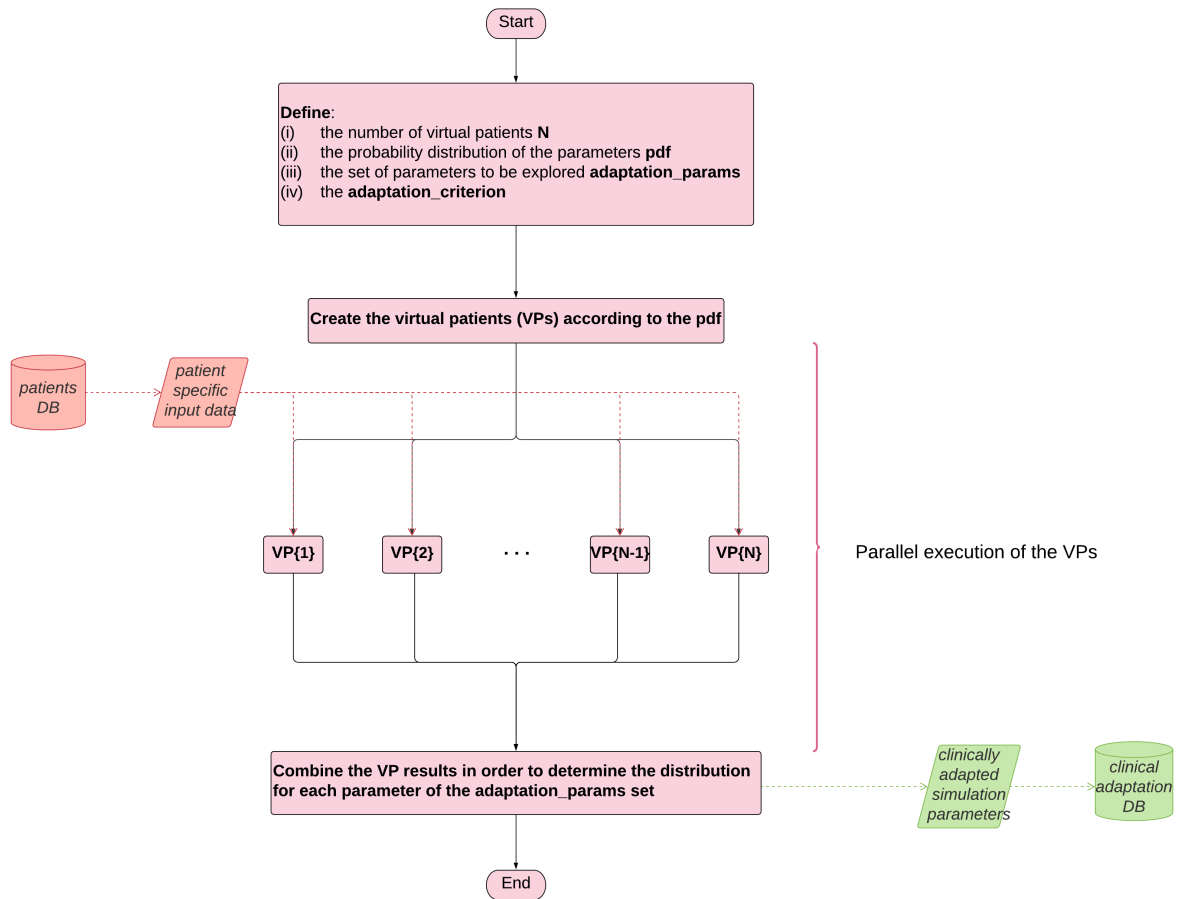 Start
Define:
(i) the number of virtual patients N
(ii) the probability distribution of the parameters pdf
(iii) the set of parameters to be explored adaptation_params
(iv) the adaptation_criterion
Create the virtual patients (VPs) according to the pdf
patients
DB
patient
specific
input data
VP{1}
VP{2}
. . .
VP{N-1}
VP{N}
Parallel execution of the VPs
Combine the VP results in order to determine the distribution
for each parameter of the adaptation_params set
clinically
adapted
simulation
parameters
clinical
adaptation
DB
End